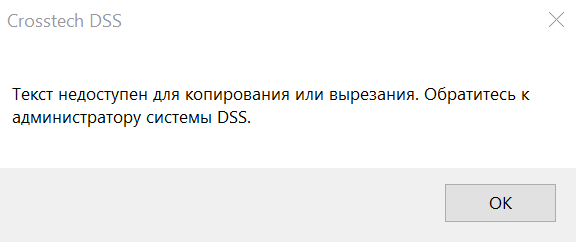 Crosstech DSS
Текст недоступен для копирования или вырезания. Обратитесь к
администратору системы DSS.
OK